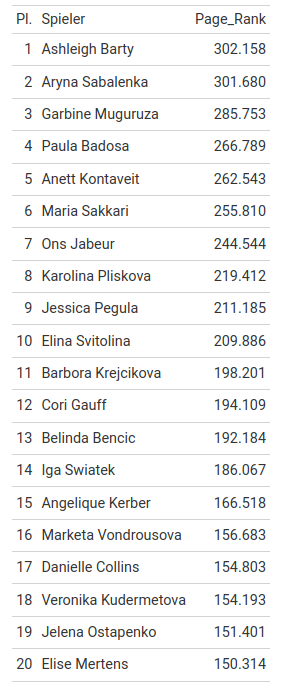 Pl. Spieler Page_Rank
1 Ashleigh Barty 302.158
2 Aryna Sabalenka 301.680
3 Garbine Muguruza 285.753
4 Paula Badosa 266.789
5 Anett Kontaveit 262.543
6 Maria Sakkari 255.810
7 Ons Jabeur 244.544
8 Karolina Pliskova 219.412
9 Jessica Pegula 211.185
10 Elina Svitolina 209.886
11 Barbora Krejcikova 198.201
12 Cori Gauff 194.109
13 Belinda Bencic 192.184
14 Iga Swiatek 186.067
15 Angelique Kerber 166.518
16 Marketa Vondrousova 156.683
17 Danielle Collins 154.803
18 Veronika Kudermetova 154.193
19 Jelena Ostapenko 151.401
20 Elise Mertens 150.314